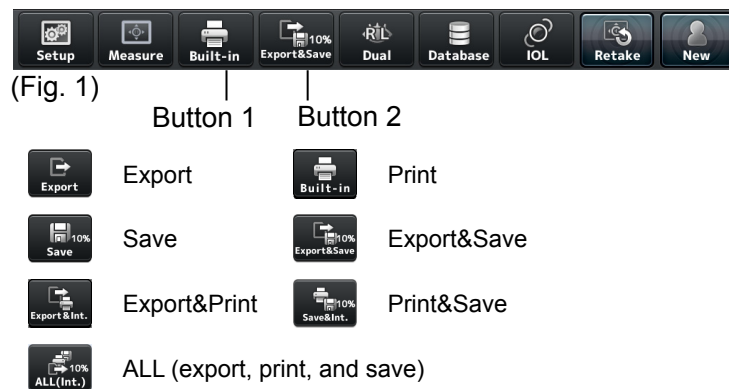 Setup Measure Built-in 10% Export&Save R L Dual Database IOL Retake New
(Fig. 1)
Button 1 Button 2
Export Export Built-in Print
10% Save Save 10% Export&Save Export&Save
Export&Int. Export&Print 10% Save&Int. Print&Save
10% ALL(Int.) ALL (export, print, and save)